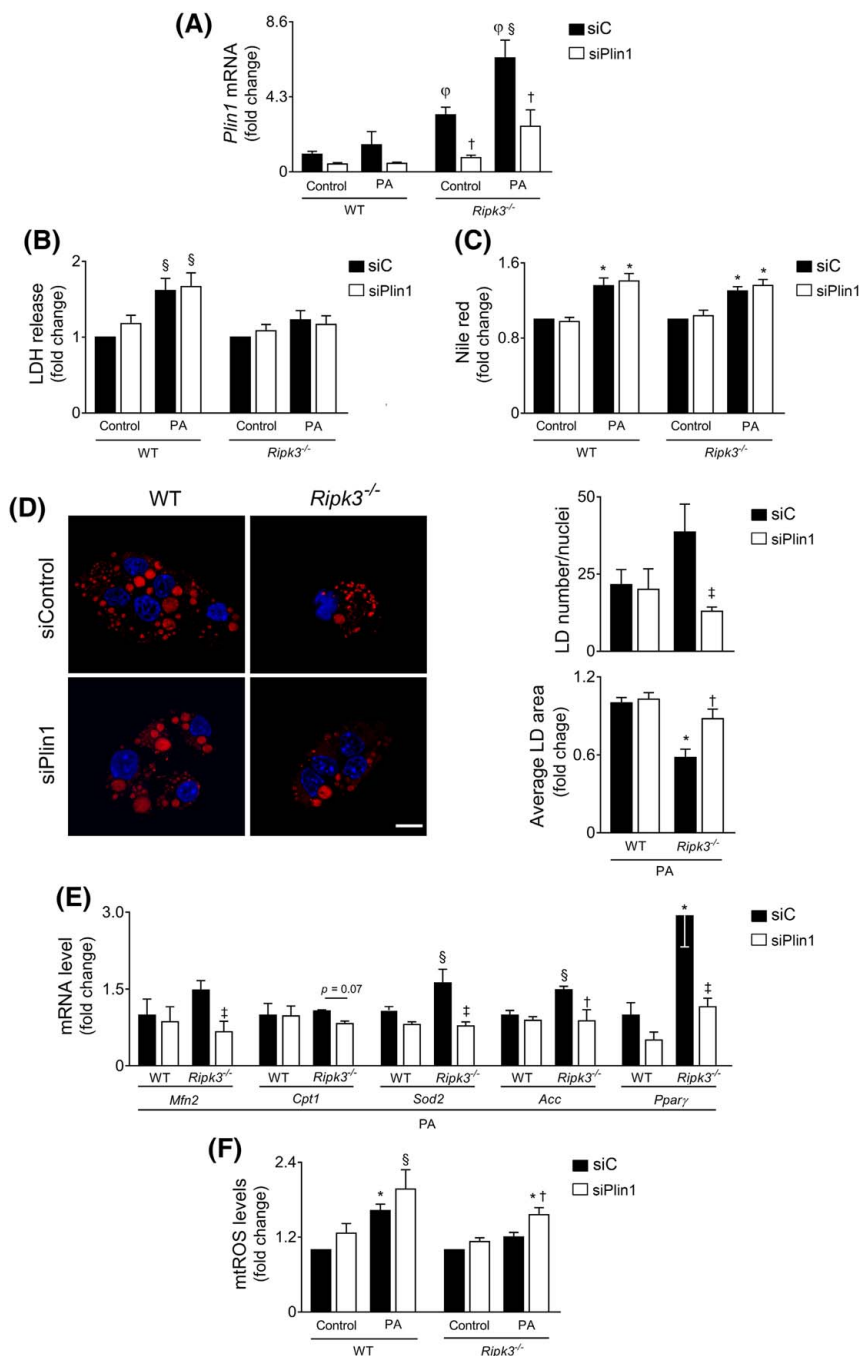 (A)
8.6
4.3
0
Plin1 mRNA
(fold change)
φ
†
φ §
†
siC
siPlin1
Control PA Control PA
WT Ripk3-/-
(B)
2
1
0
LDH release
(fold change)
§ §
siC
siPlin1
Control PA Control PA
WT Ripk3-/-
(C)
1.6
0.8
0
Nile red
(fold change)
* * * *
siC
siPlin1
Control PA Control PA
WT Ripk3-/-
(D)
WT Ripk3-/-
siControl
siPlin1
50
25
0
LD number/nuclei
‡
siC
siPlin1
1.2
0.6
0
Average LD area
(fold chage)
* †
WT Ripk3-/-
PA
(E)
3.0
1.5
0
mRNA level
(fold change)
‡
p = 0.07
§ ‡
§ †
* ‡
siC
siPlin1
WT Ripk3-/- WT Ripk3-/- WT Ripk3-/- WT Ripk3-/- WT Ripk3-/-
Mfn2 Cpt1 Sod2 Acc Pparγ
PA
(F)
2.4
1.2
0
mtROS levels
(fold change)
* § * †
siC
siPlin1
Control PA Control PA
WT Ripk3-/-